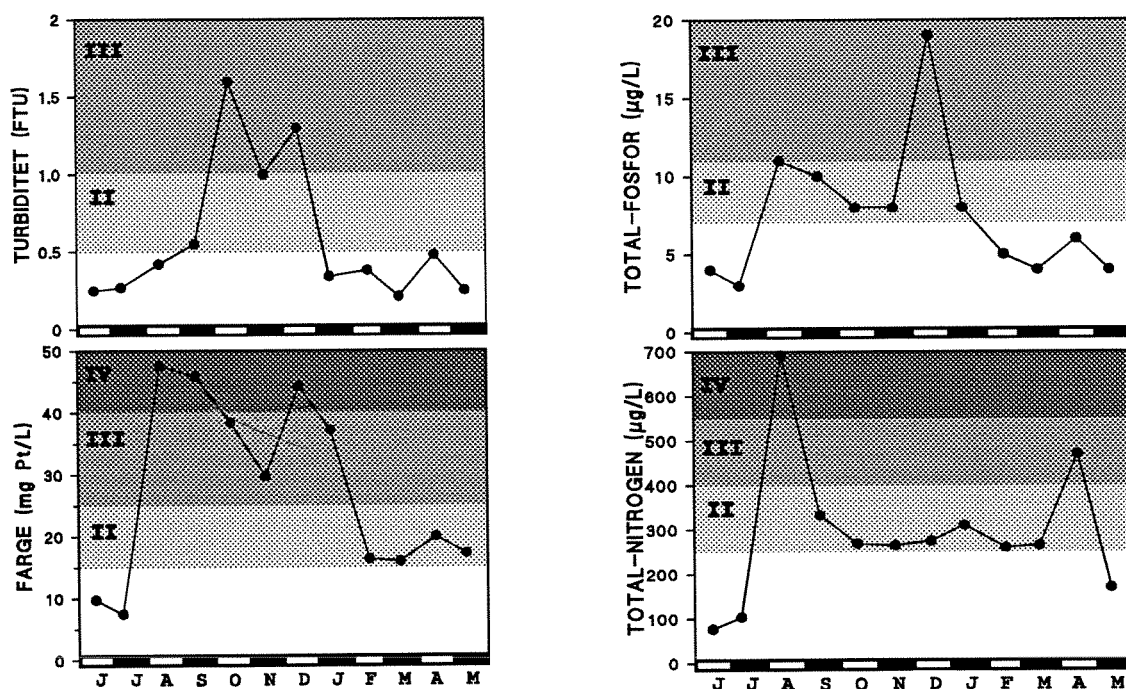 TURBIDITET (FTU)
2
1.5
1.0
0.5
0
III
II
TOTAL-FOSFOR (µg/L)
20
15
10
5
0
III
II
FARGE (mg Pt/L)
50
40
30
20
10
0
IV
III
II
J J A S O N D J F M A M
TOTAL-NITROGEN (µg/L)
700
600
500
400
300
200
100
0
IV
III
II
J J A S O N D J F M A M